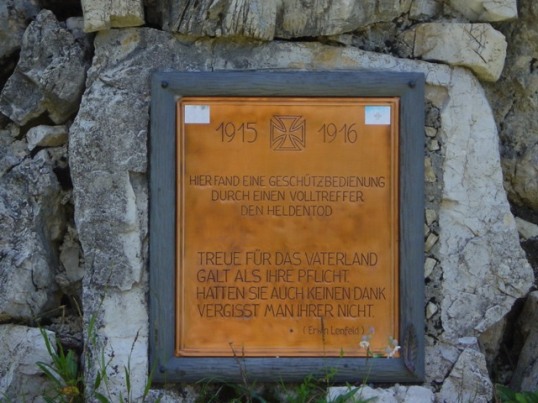 1915 1916
HIER FAND EINE GESCHÜTZBEDIENUNG
DURCH EINEN VOLLTREFFER
DEN HELDENTOD
TREUE FÜR DAS VATERLAND
GALT ALS IHRE PFLICHT.
HATTEN SIE AUCH KEINEN DANK
VERGISST MAN IHRER NICHT.
(Erwin